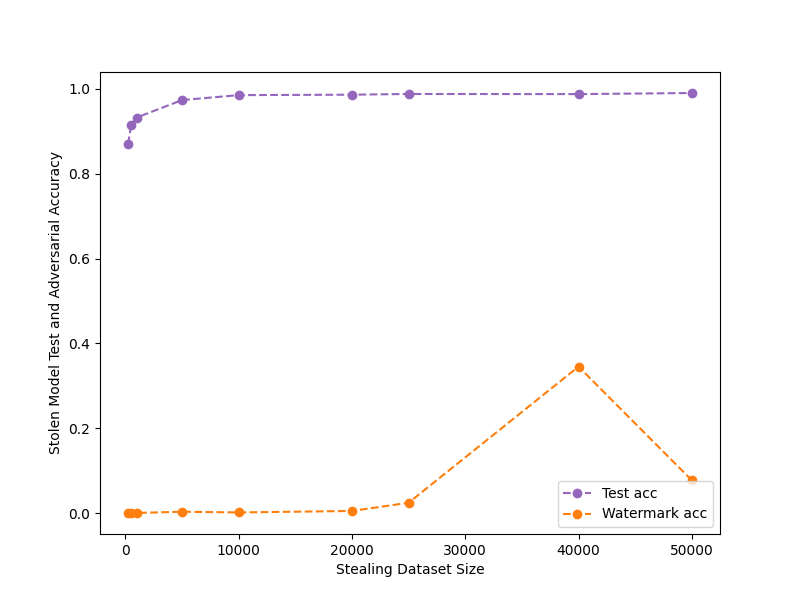 1.0
0.8
0.6
0.4
0.2
0.0
Stolen Model Test and Adversarial Accuracy
Test acc
Watermark acc
0 10000 20000 30000 40000 50000
Stealing Dataset Size